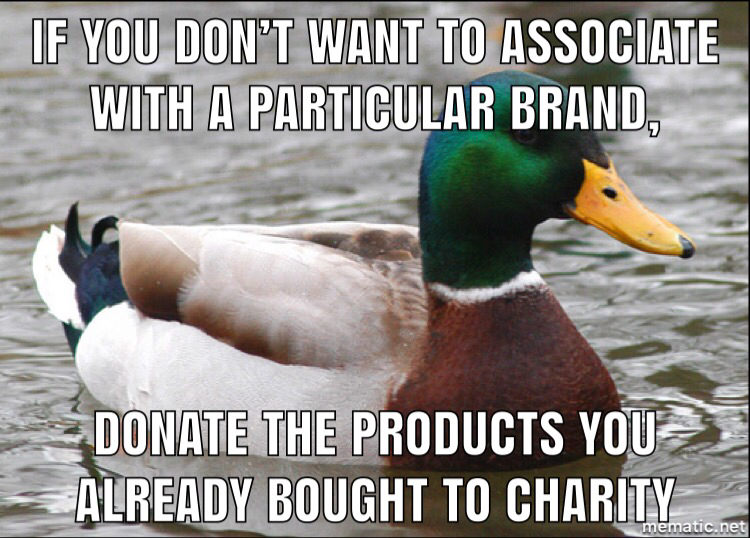 IF YOU DON'T WANT TO ASSOCIATE
WITH A PARTICULAR BRAND,
DONATE THE PRODUCTS YOU
ALREADY BOUGHT TO CHARITY
mematic.net